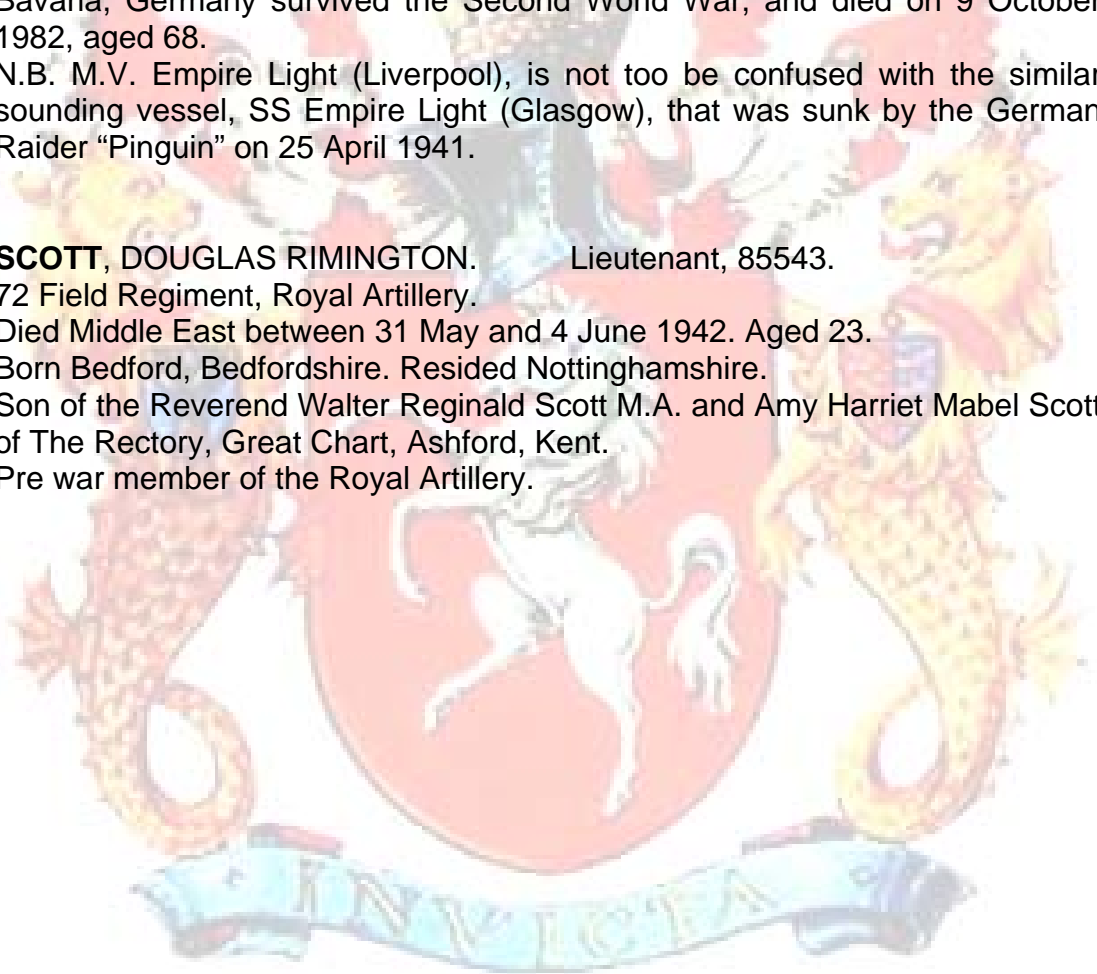 Bavaria, Germany survived the Second World War, and died on 9 October
1982, aged 68.
N.B. M.V. Empire Light (Liverpool), is not too be confused with the similar
sounding vessel, SS Empire Light (Glasgow), that was sunk by the German
Raider “Pinguin” on 25 April 1941.
SCOTT, DOUGLAS RIMINGTON. Lieutenant, 85543.
72 Field Regiment, Royal Artillery.
Died Middle East between 31 May and 4 June 1942. Aged 23.
Born Bedford, Bedfordshire. Resided Nottinghamshire.
Son of the Reverend Walter Reginald Scott M.A. and Amy Harriet Mabel Scott
of The Rectory, Great Chart, Ashford, Kent.
Pre war member of the Royal Artillery.
INVICTA